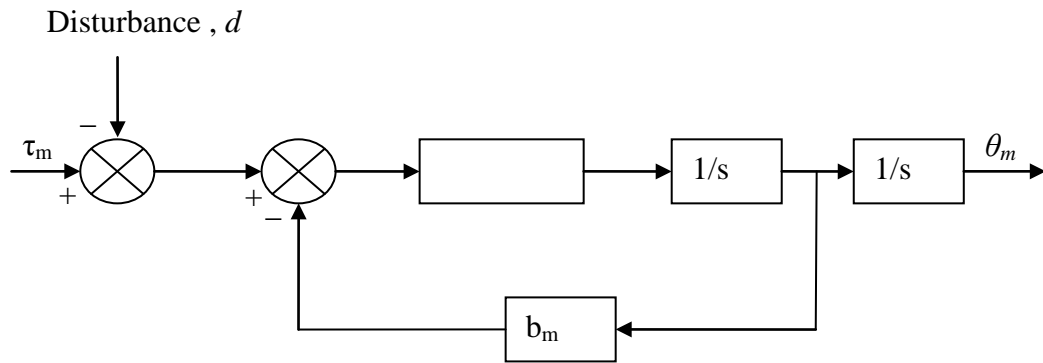 Disturbance , d
−
τm
+
+
−
1/s
1/s
θm
bm